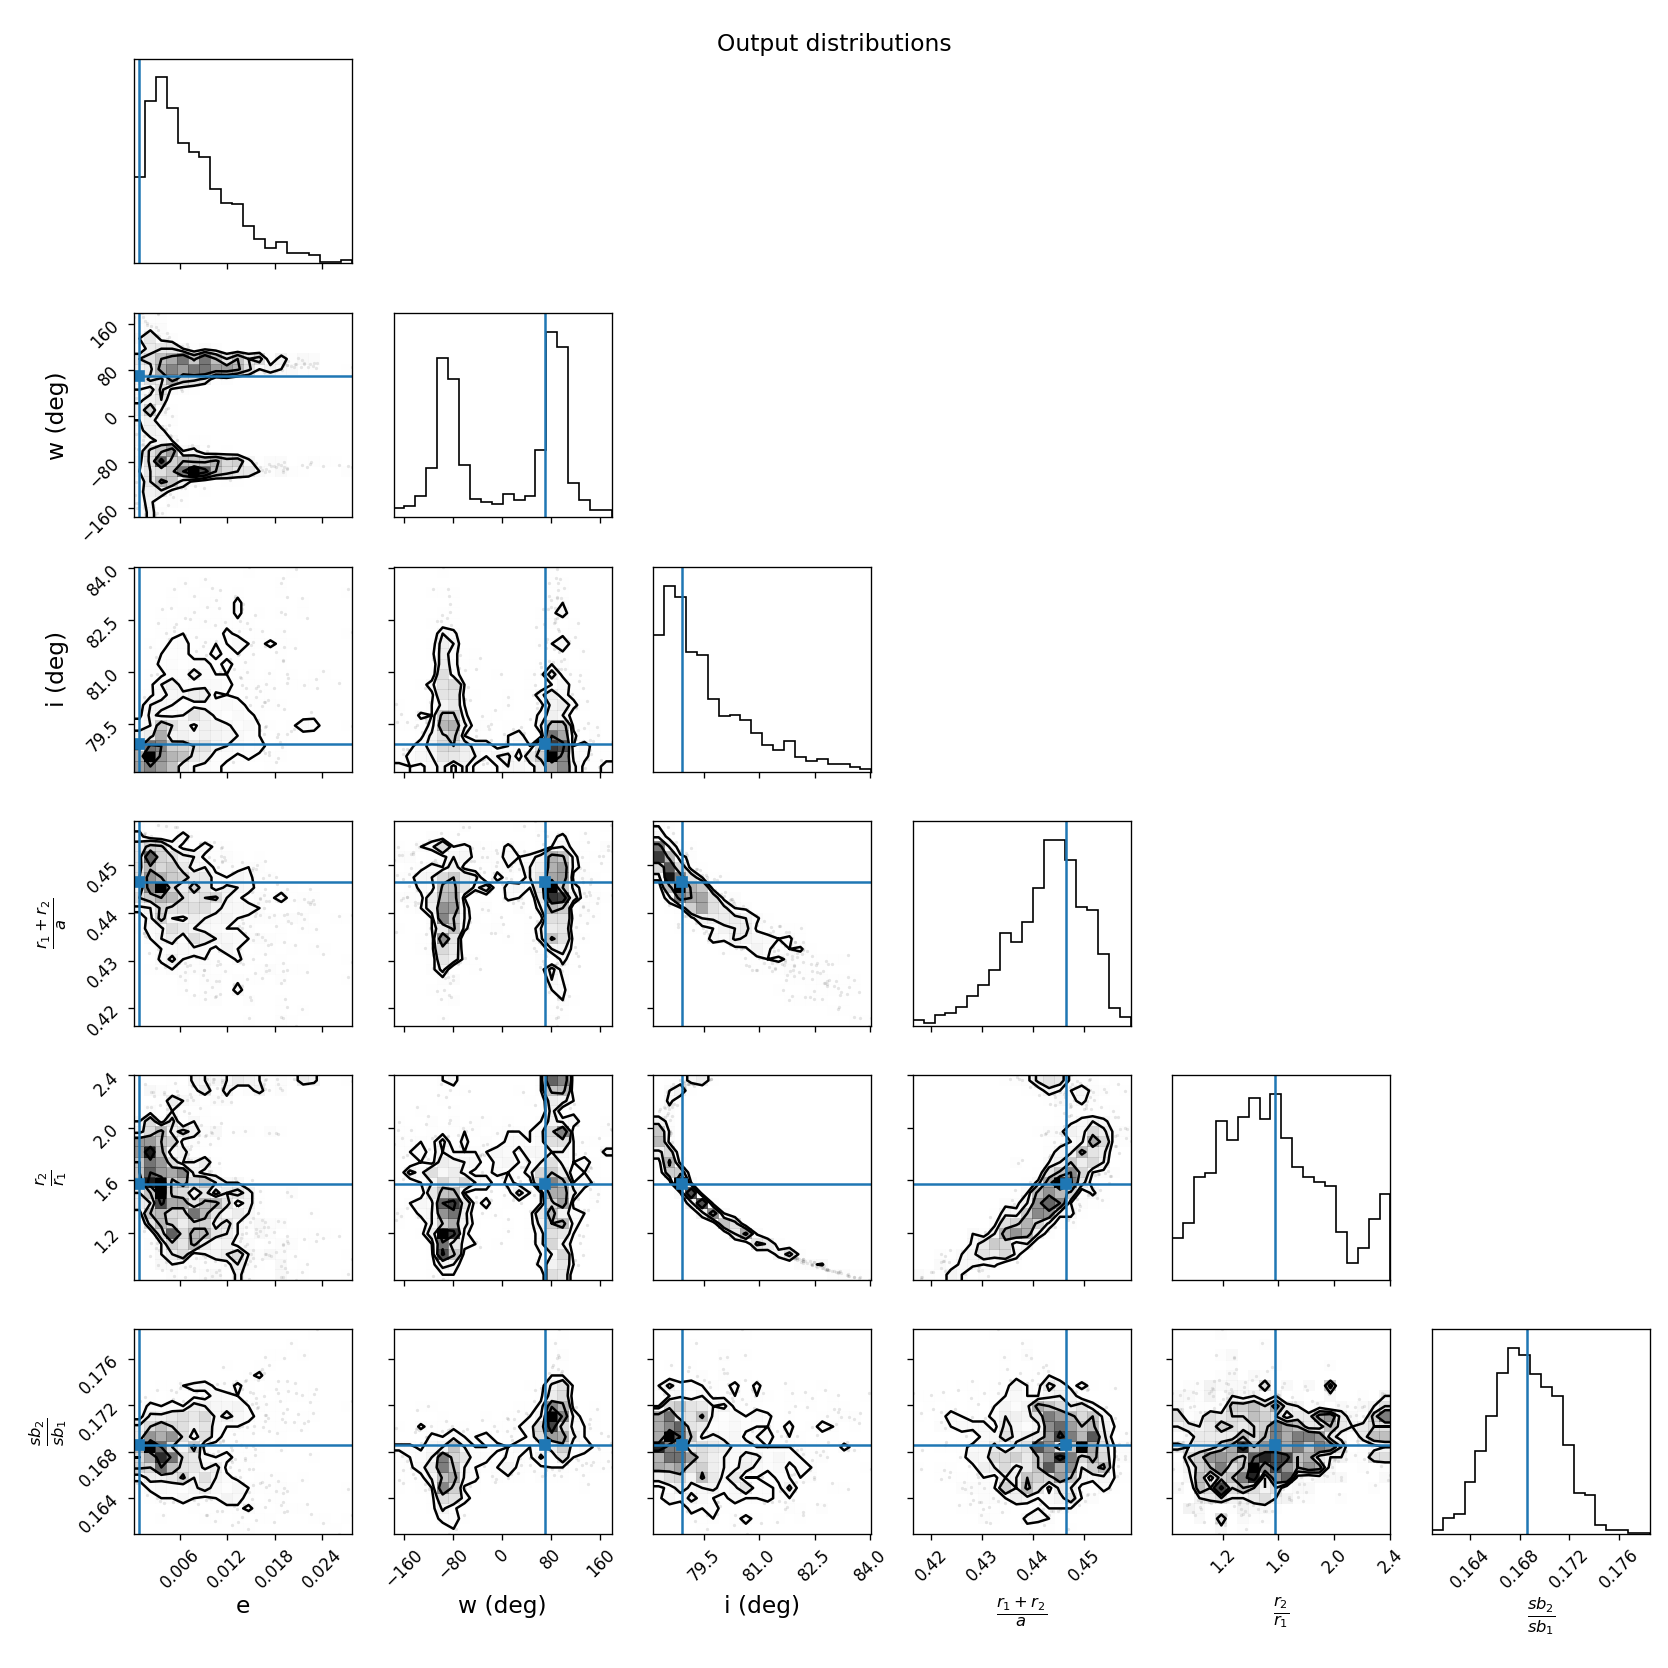 Output distributions
w (deg)
160
80
0
−80
−160
i (deg)
84.0
82.5
81.0
79.5
r₁ + r₂
a
0.45
0.44
0.43
0.42
r₂
r₁
2.4
2.0
1.6
1.2
sb₂
sb₁
0.176
0.172
0.168
0.164
0.006 0.012 0.018 0.024
−160 −80 0 80 160
79.5 81.0 82.5 84.0
0.42 0.43 0.44 0.45
1.2 1.6 2.0 2.4
0.164 0.168 0.172 0.176
e
w (deg)
i (deg)
r₁ + r₂
a
r₂
r₁
sb₂
sb₁